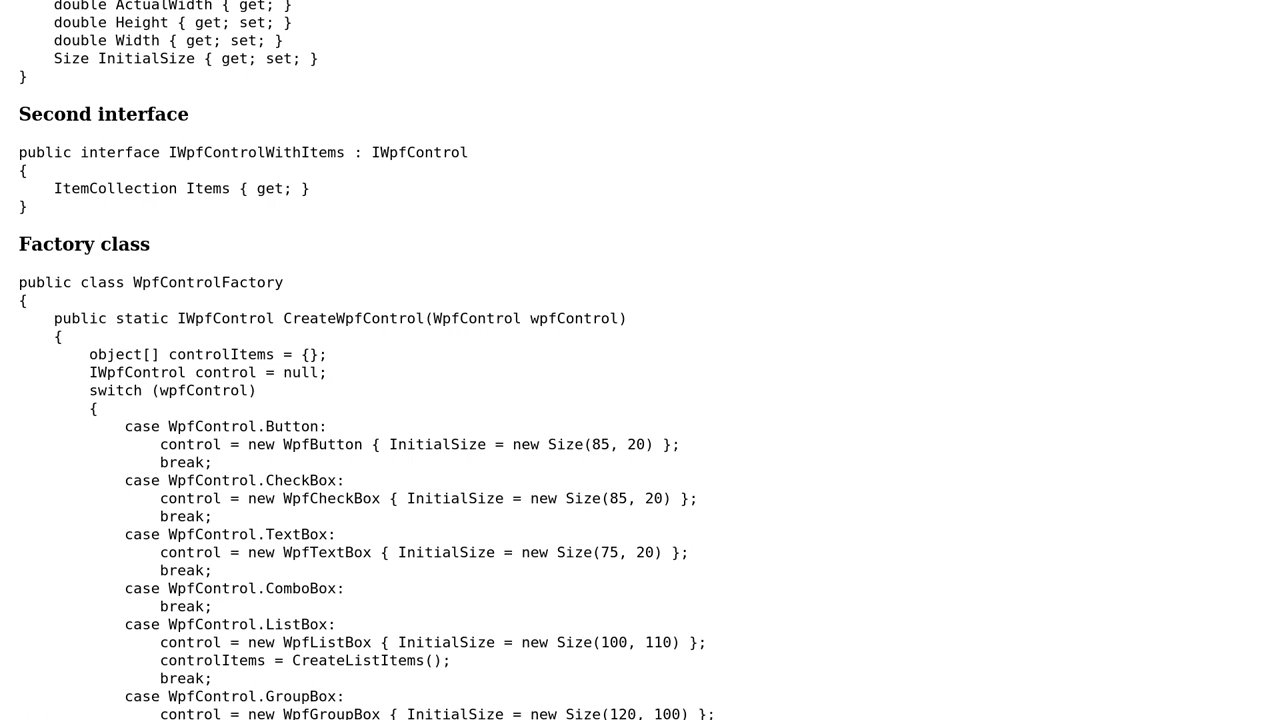 double ActualWidth { get; }
    double Height { get; set; }
    double Width { get; set; }
    Size InitialSize { get; set; }
}
Second interface
public interface IWpfControlWithItems : IWpfControl
{
    ItemCollection Items { get; }
}
Factory class
public class WpfControlFactory
{
    public static IWpfControl CreateWpfControl(WpfControl wpfControl)
    {
        object[] controlItems = {};
        IWpfControl control = null;
        switch (wpfControl)
        {
            case WpfControl.Button:
                control = new WpfButton { InitialSize = new Size(85, 20) };
                break;
            case WpfControl.CheckBox:
                control = new WpfCheckBox { InitialSize = new Size(85, 20) };
                break;
            case WpfControl.TextBox:
                control = new WpfTextBox { InitialSize = new Size(75, 20) };
                break;
            case WpfControl.ComboBox:
                break;
            case WpfControl.ListBox:
                control = new WpfListBox { InitialSize = new Size(100, 110) };
                controlItems = CreateListItems();
                break;
            case WpfControl.GroupBox:
                control = new WpfGroupBox { InitialSize = new Size(120, 100) };